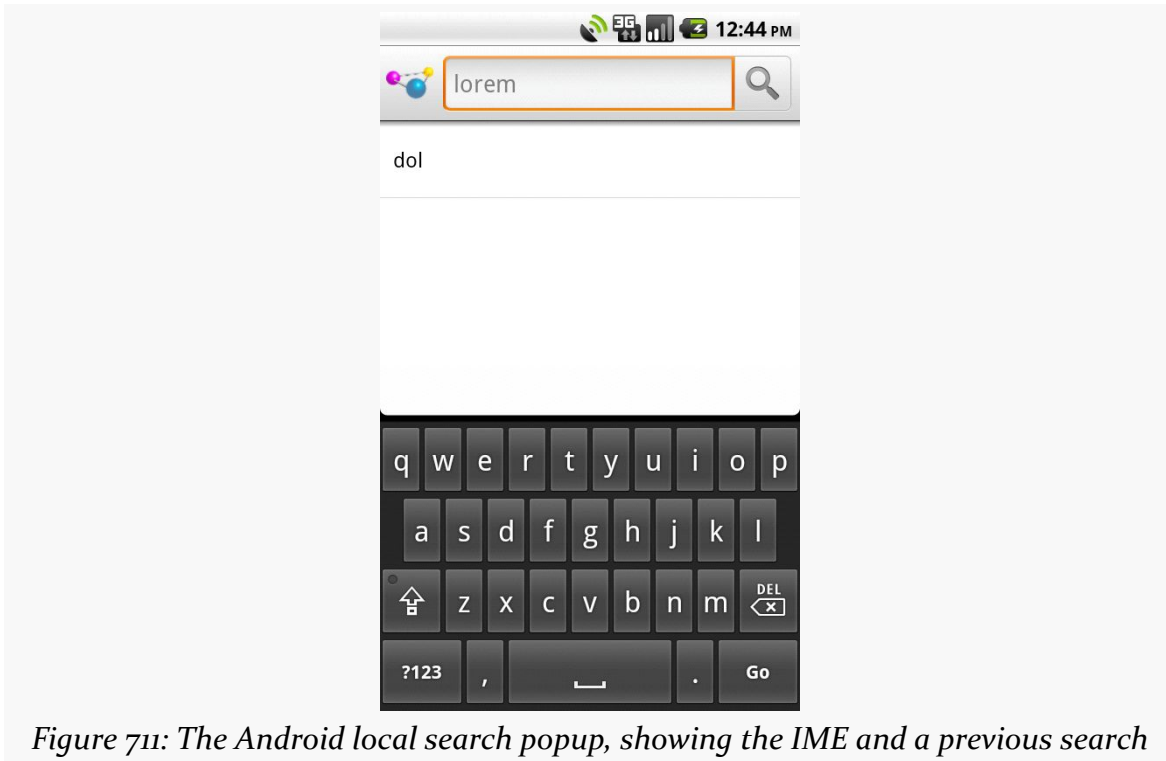 3G 12:44 PM
lorem
dol
q w e r t y u i o p
a s d f g h j k l
z x c v b n m DEL
?123 , . Go
Figure 711: The Android local search popup, showing the IME and a previous search